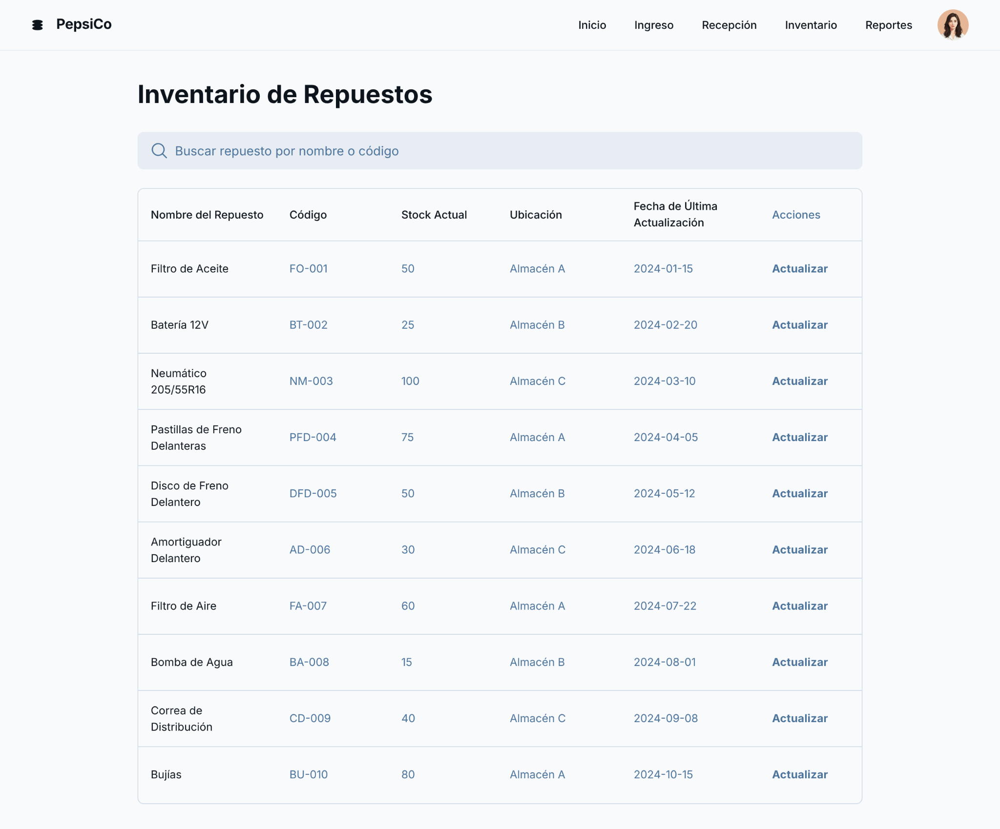 PepsiCo
Inicio
Ingreso
Recepción
Inventario
Reportes
Inventario de Repuestos
Buscar repuesto por nombre o código
Nombre del Repuesto
Código
Stock Actual
Ubicación
Fecha de Última
Actualización
Acciones
Filtro de Aceite
FO-001
50
Almacén A
2024-01-15
Actualizar
Batería 12V
BT-002
25
Almacén B
2024-02-20
Actualizar
Neumático
205/55R16
NM-003
100
Almacén C
2024-03-10
Actualizar
Pastillas de Freno
Delanteras
PFD-004
75
Almacén A
2024-04-05
Actualizar
Disco de Freno
Delantero
DFD-005
50
Almacén B
2024-05-12
Actualizar
Amortiguador
Delantero
AD-006
30
Almacén C
2024-06-18
Actualizar
Filtro de Aire
FA-007
60
Almacén A
2024-07-22
Actualizar
Bomba de Agua
BA-008
15
Almacén B
2024-08-01
Actualizar
Correa de
Distribución
CD-009
40
Almacén C
2024-09-08
Actualizar
Bujías
BU-010
80
Almacén A
2024-10-15
Actualizar